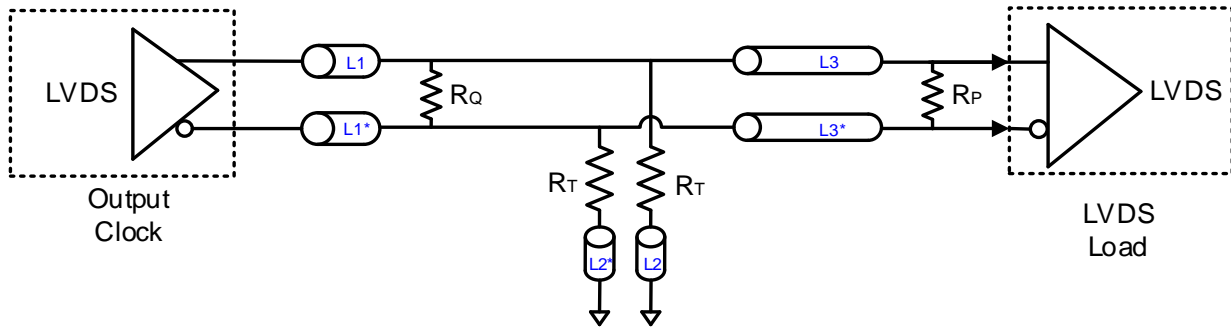 LVDS
Output
Clock
L1
L1*
RQ
RT
RT
L2*
L2
L3
L3*
RP
LVDS
LVDS
Load